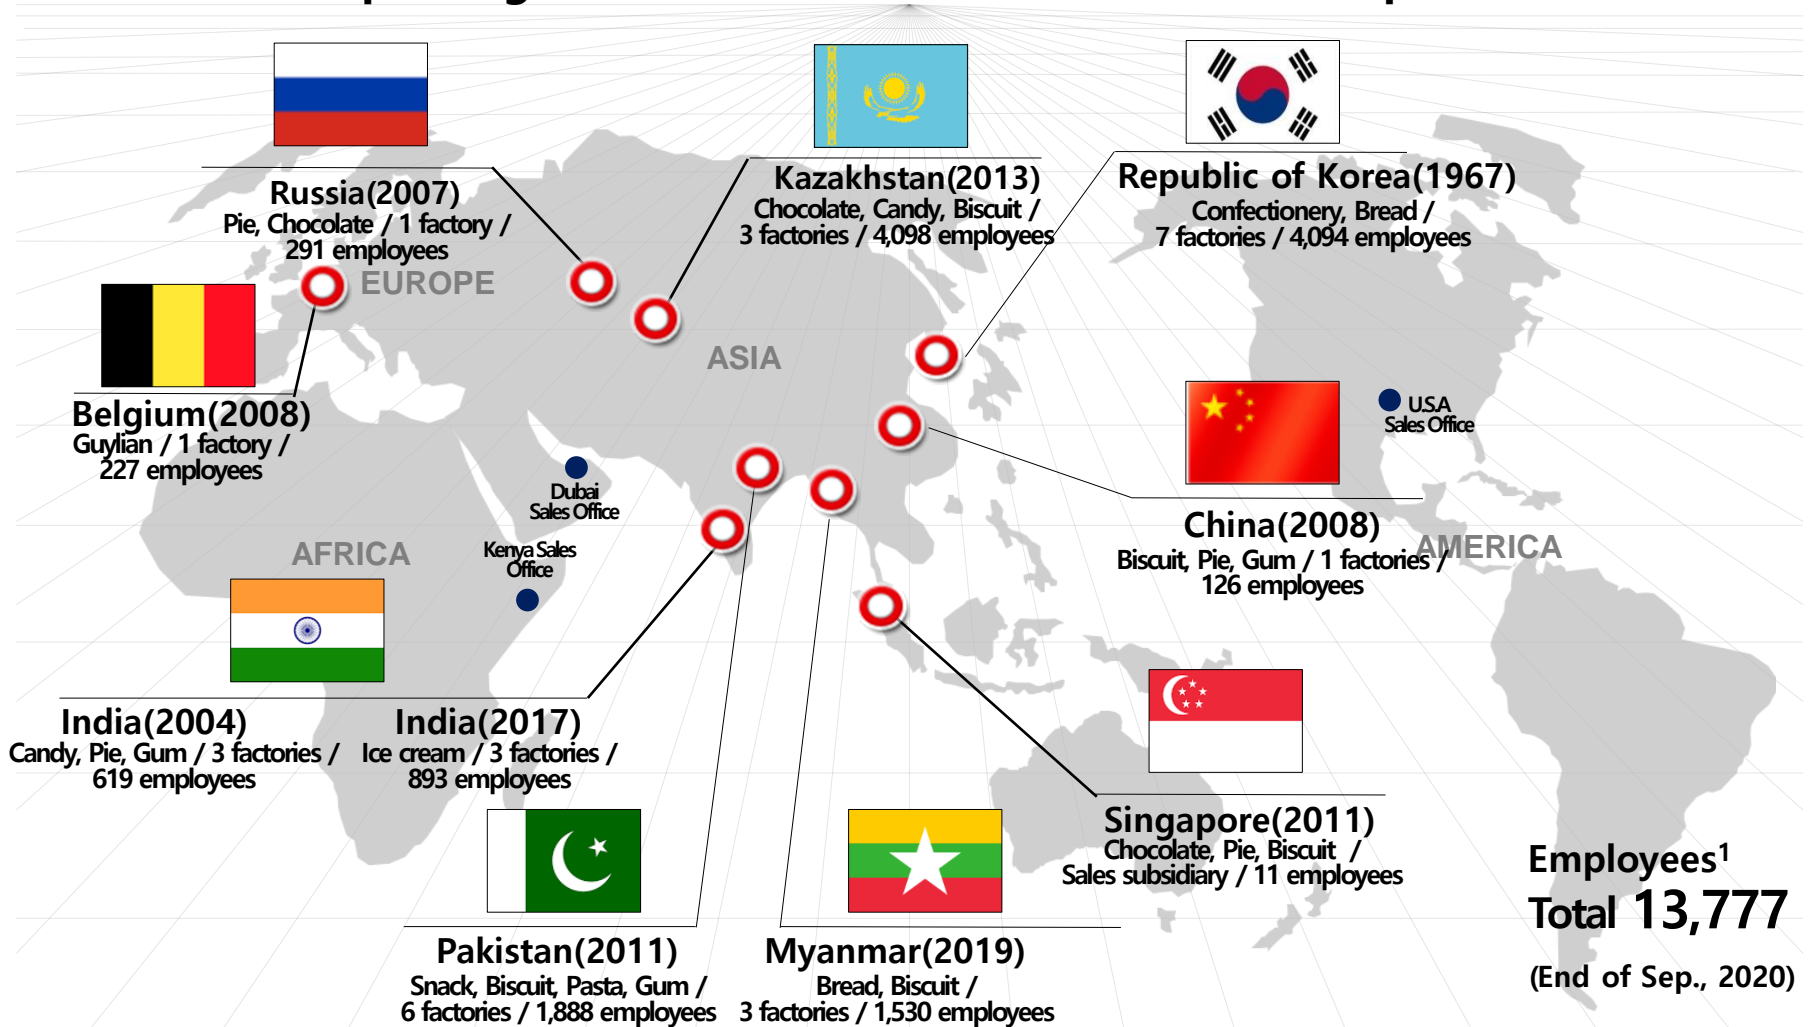 Russia(2007)
Pie, Chocolate / 1 factory /
291 employees
Kazakhstan(2013)
Chocolate, Candy, Biscuit /
3 factories / 4,098 employees
Republic of Korea(1967)
Confectionery, Bread /
7 factories / 4,094 employees
EUROPE
ASIA
Belgium(2008)
Guylian / 1 factory /
227 employees
U.S.A
Sales Office
Dubai
Sales Office
China(2008)
Biscuit, Pie, Gum / 1 factories /
126 employees
AMERICA
AFRICA
Kenya Sales
Office
India(2004)
Candy, Pie, Gum / 3 factories /
619 employees
India(2017)
Ice cream / 3 factories /
893 employees
Singapore(2011)
Chocolate, Pie, Biscuit /
Sales subsidiary / 11 employees
Pakistan(2011)
Snack, Biscuit, Pasta, Gum /
6 factories / 1,888 employees
Myanmar(2019)
Bread, Biscuit /
3 factories / 1,530 employees
Employees1
Total 13,777
(End of Sep., 2020)